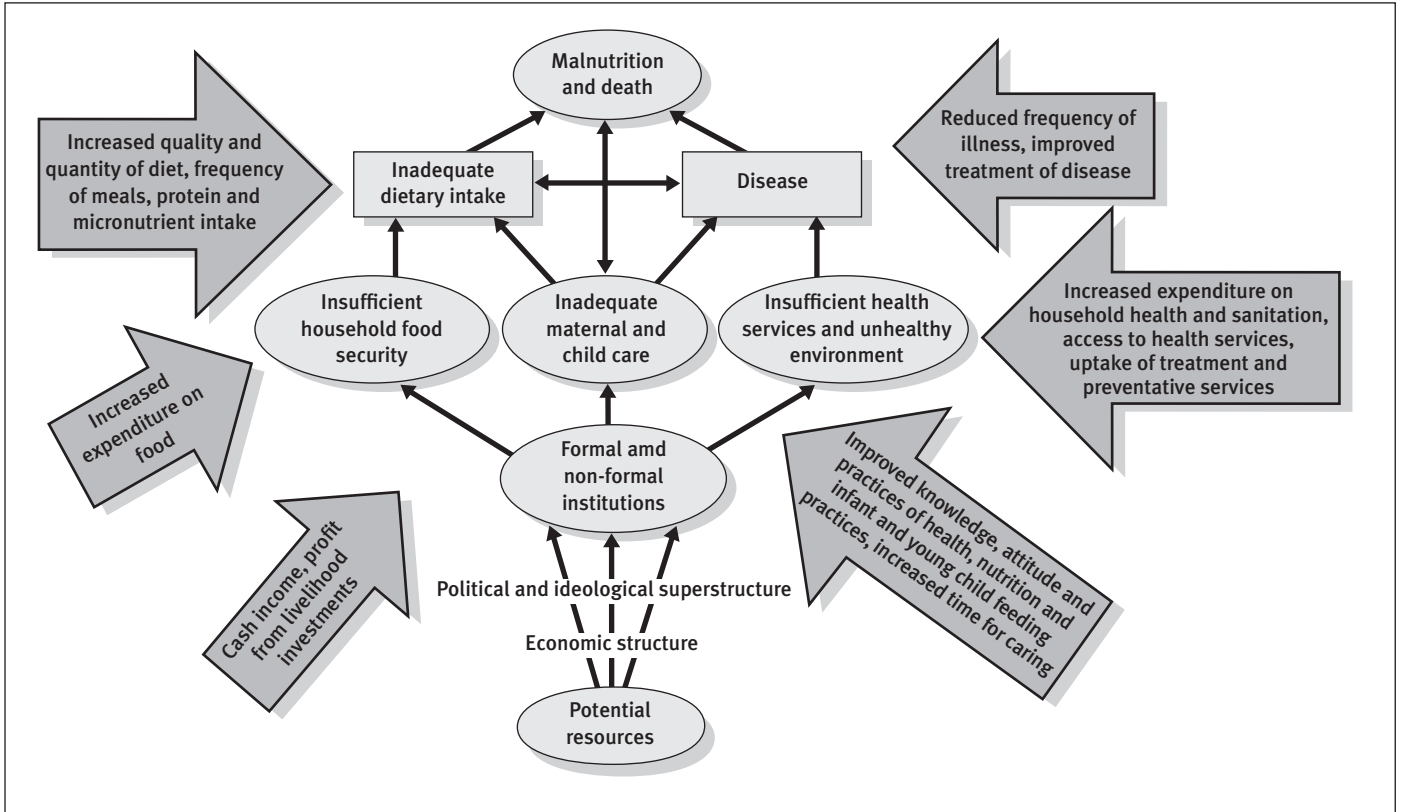 Malnutrition
and death
Increased quality and
quantity of diet, frequency
of meals, protein and
micronutrient intake
Inadequate
dietary intake
Disease
Reduced frequency of
illness, improved
treatment of disease
Insufficient
household food
security
Inadequate
maternal and
child care
Insufficient health
services and unhealthy
environment
Increased expenditure on
household health and sanitation,
access to health services,
uptake of treatment and
preventative services
Increased
expenditure on
food
Formal amd
non-formal
institutions
Improved knowledge, attitude and
practices of health, nutrition and
infant and young child feeding
practices, increased time for caring
Cash income, profit
from livelihood
investments
Political and ideological superstructure
Economic structure
Potential
resources